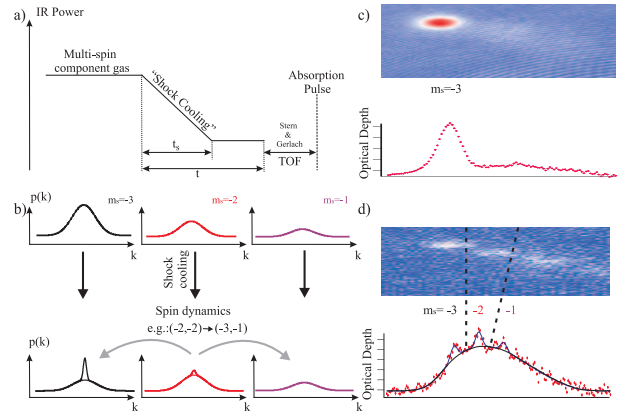 a)
IR Power
Multi-spin
component gas
"Shock Cooling"
Absorption
Pulse
Stern
&
Gerlach
TOF
tₛ
t
b)
p(k)
mₛ=-3
mₛ=-2
mₛ=-1
k
k
k
Shock
cooling
Spin dynamics
e.g.:(-2,-2)→(-3,-1)
p(k)
k
k
k
c)
mₛ=-3
Optical Depth
d)
mₛ= -3 -2 -1
Optical Depth